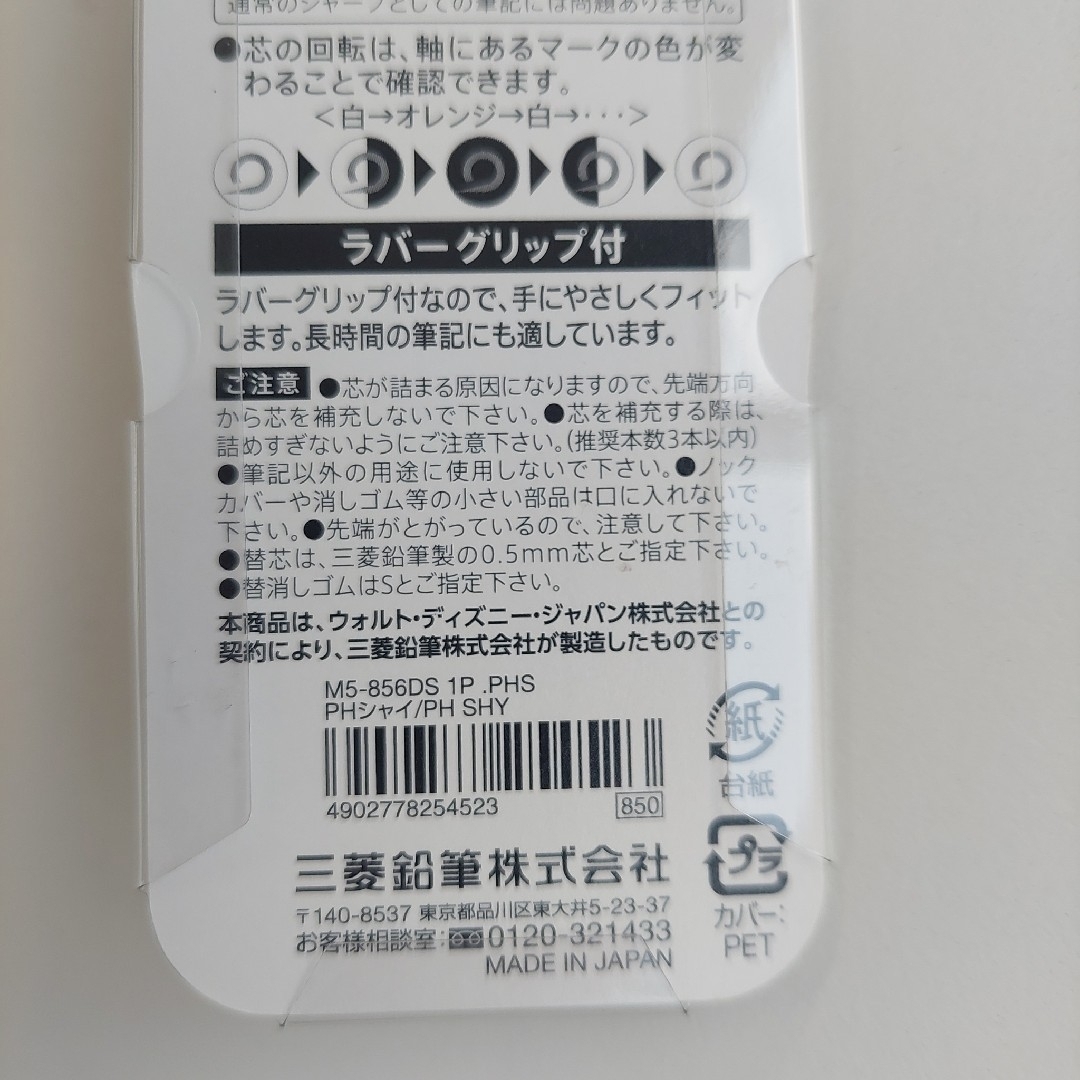 通常のシャープとしての筆記には問題ありません。
●芯の回転は、軸にあるマークの色が変
わることで確認できます。
<白→オレンジ→白→・・・>
ラバーグリップ付
ラバーグリップ付なので、手にやさしくフィット
します。長時間の筆記にも適しています。
ご注意 ●芯が詰まる原因になりますので、先端方向
から芯を補充しないで下さい。●芯を補充する際は、
詰めすぎないようにご注意下さい。(推奨本数3本以内)
●筆記以外の用途に使用しないで下さい。●ノック
カバーや消しゴム等の小さい部品は口に入れないで
下さい。●先端がとがっているので、注意して下さい。
●替芯は、三菱鉛筆製の0.5mm芯とご指定下さい。
●替消しゴムはSとご指定下さい。
本商品は、ウォルト・ディズニー・ジャパン株式会社との
契約により、三菱鉛筆株式会社が製造したものです。
M5-856DS 1P .PHS
PHシャイ/PH SHY
4902778254523 850
紙
台紙
三菱鉛筆株式会社
〒140-8537 東京都品川区東大井5-23-37
お客様相談室:0120-321433
MADE IN JAPAN
プラ
カバー:
PET